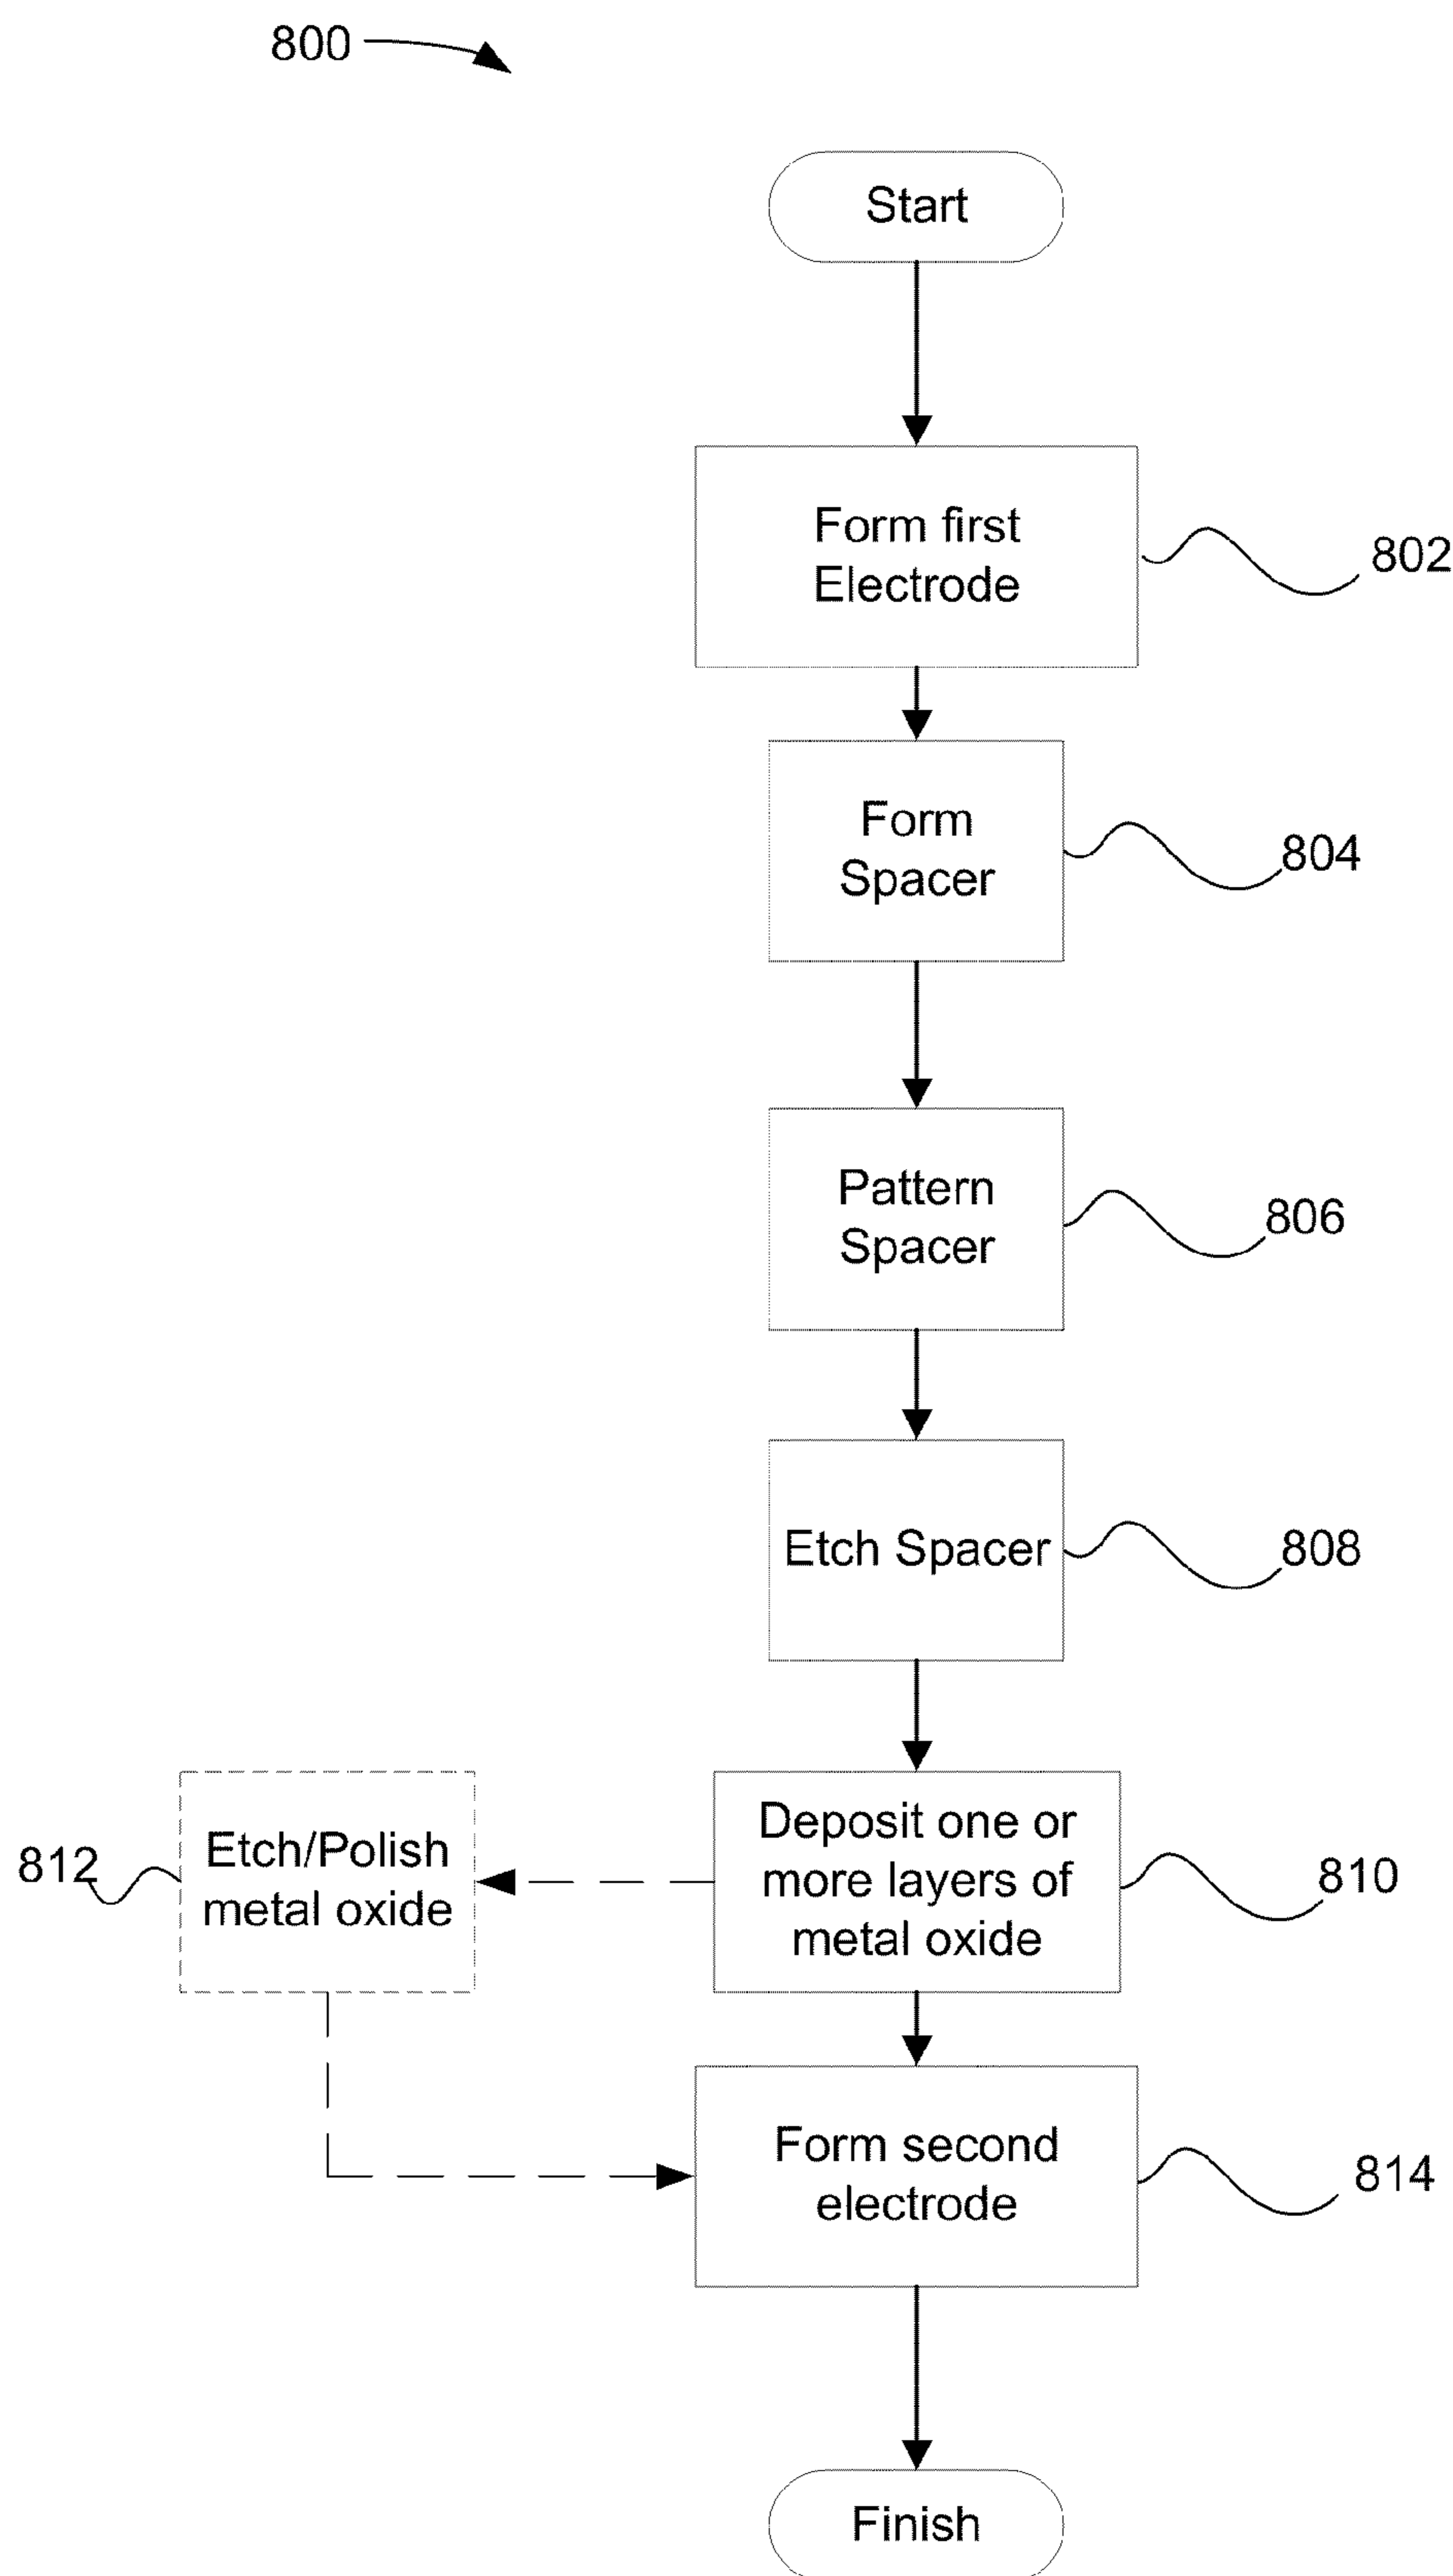 800
Start
Form first
Electrode
802
Form
Spacer
804
Pattern
Spacer
806
Etch Spacer
808
Deposit one or
more layers of
metal oxide
810
Etch/Polish
metal oxide
812
Form second
electrode
814
Finish